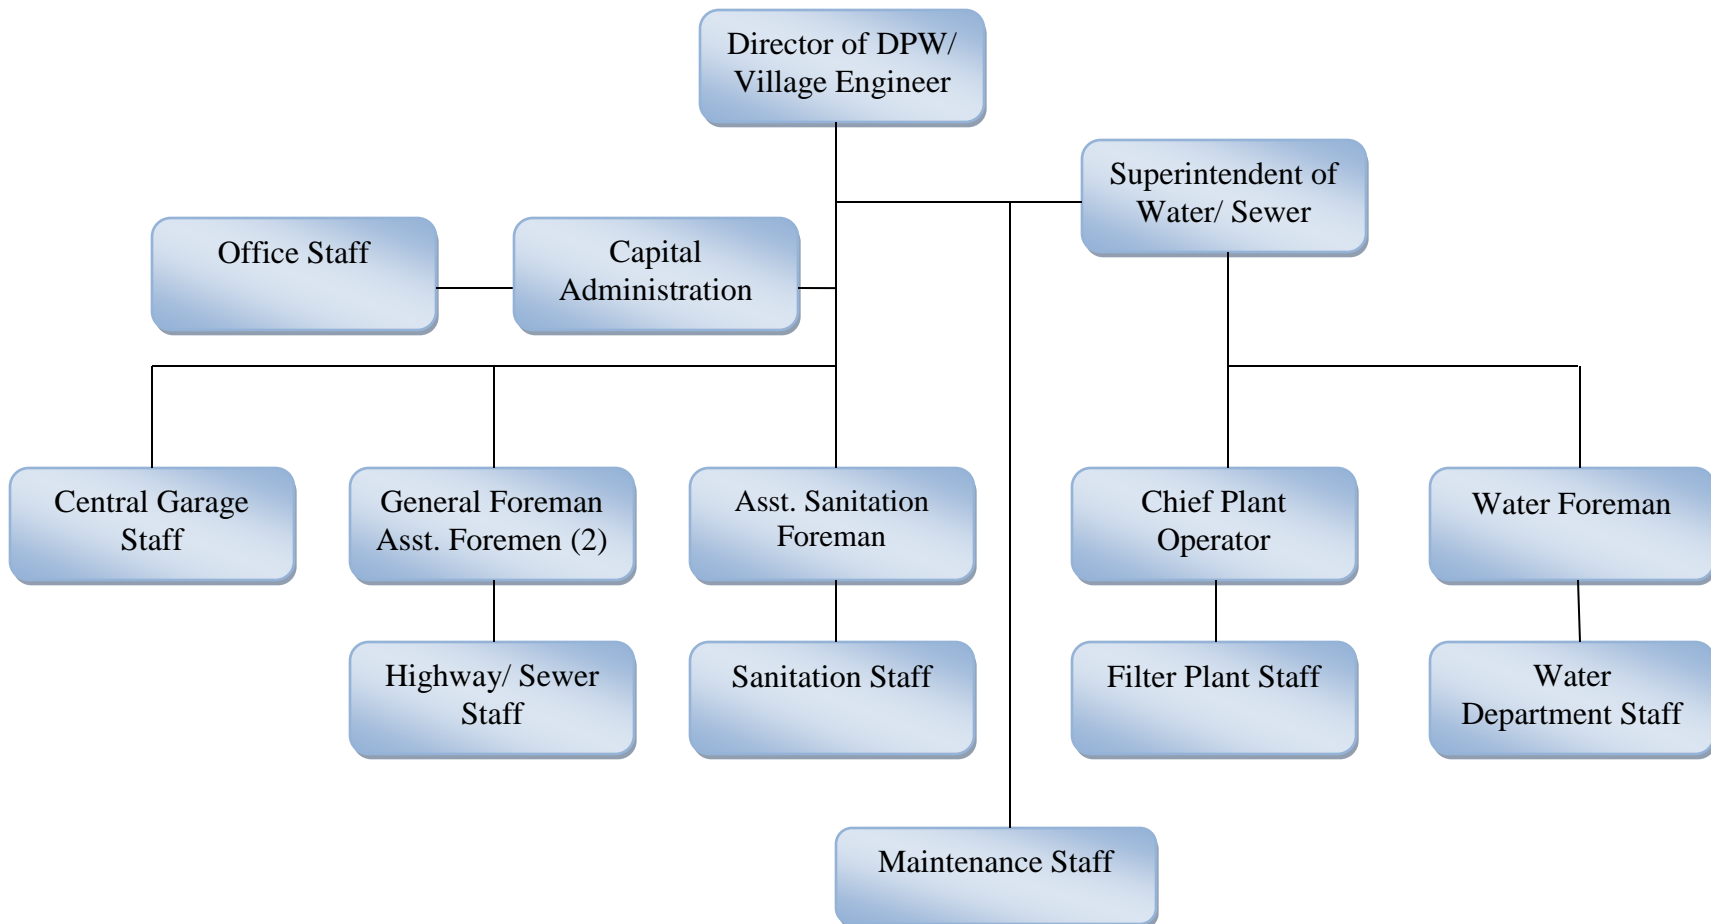 Director of DPW/
Village Engineer
Superintendent of
Water/ Sewer
Office Staff
Capital
Administration
Central Garage
Staff
General Foreman
Asst. Foremen (2)
Asst. Sanitation
Foreman
Chief Plant
Operator
Water Foreman
Highway/ Sewer
Staff
Sanitation Staff
Filter Plant Staff
Water
Department Staff
Maintenance Staff